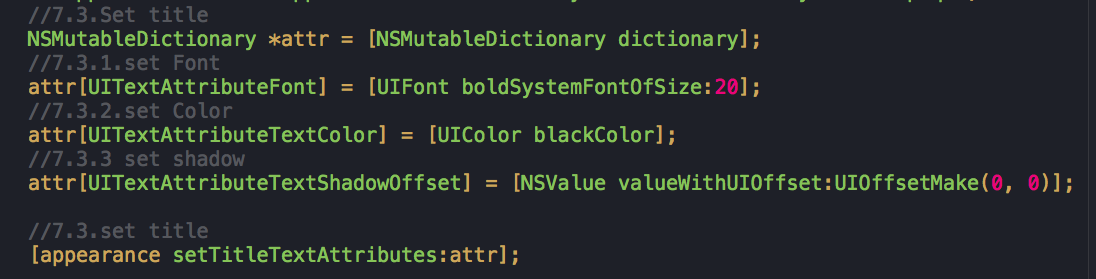 //7.3.Set title
NSMutableDictionary *attr = [NSMutableDictionary dictionary];
//7.3.1.set Font
attr[UITextAttributeFont] = [UIFont boldSystemFontOfSize:20];
//7.3.2.set Color
attr[UITextAttributeTextColor] = [UIColor blackColor];
//7.3.3 set shadow
attr[UITextAttributeTextShadowOffset] = [NSValue valueWithUIOffset:UIOffsetMake(0, 0)];
//7.3.set title
[appearance setTitleTextAttributes:attr];